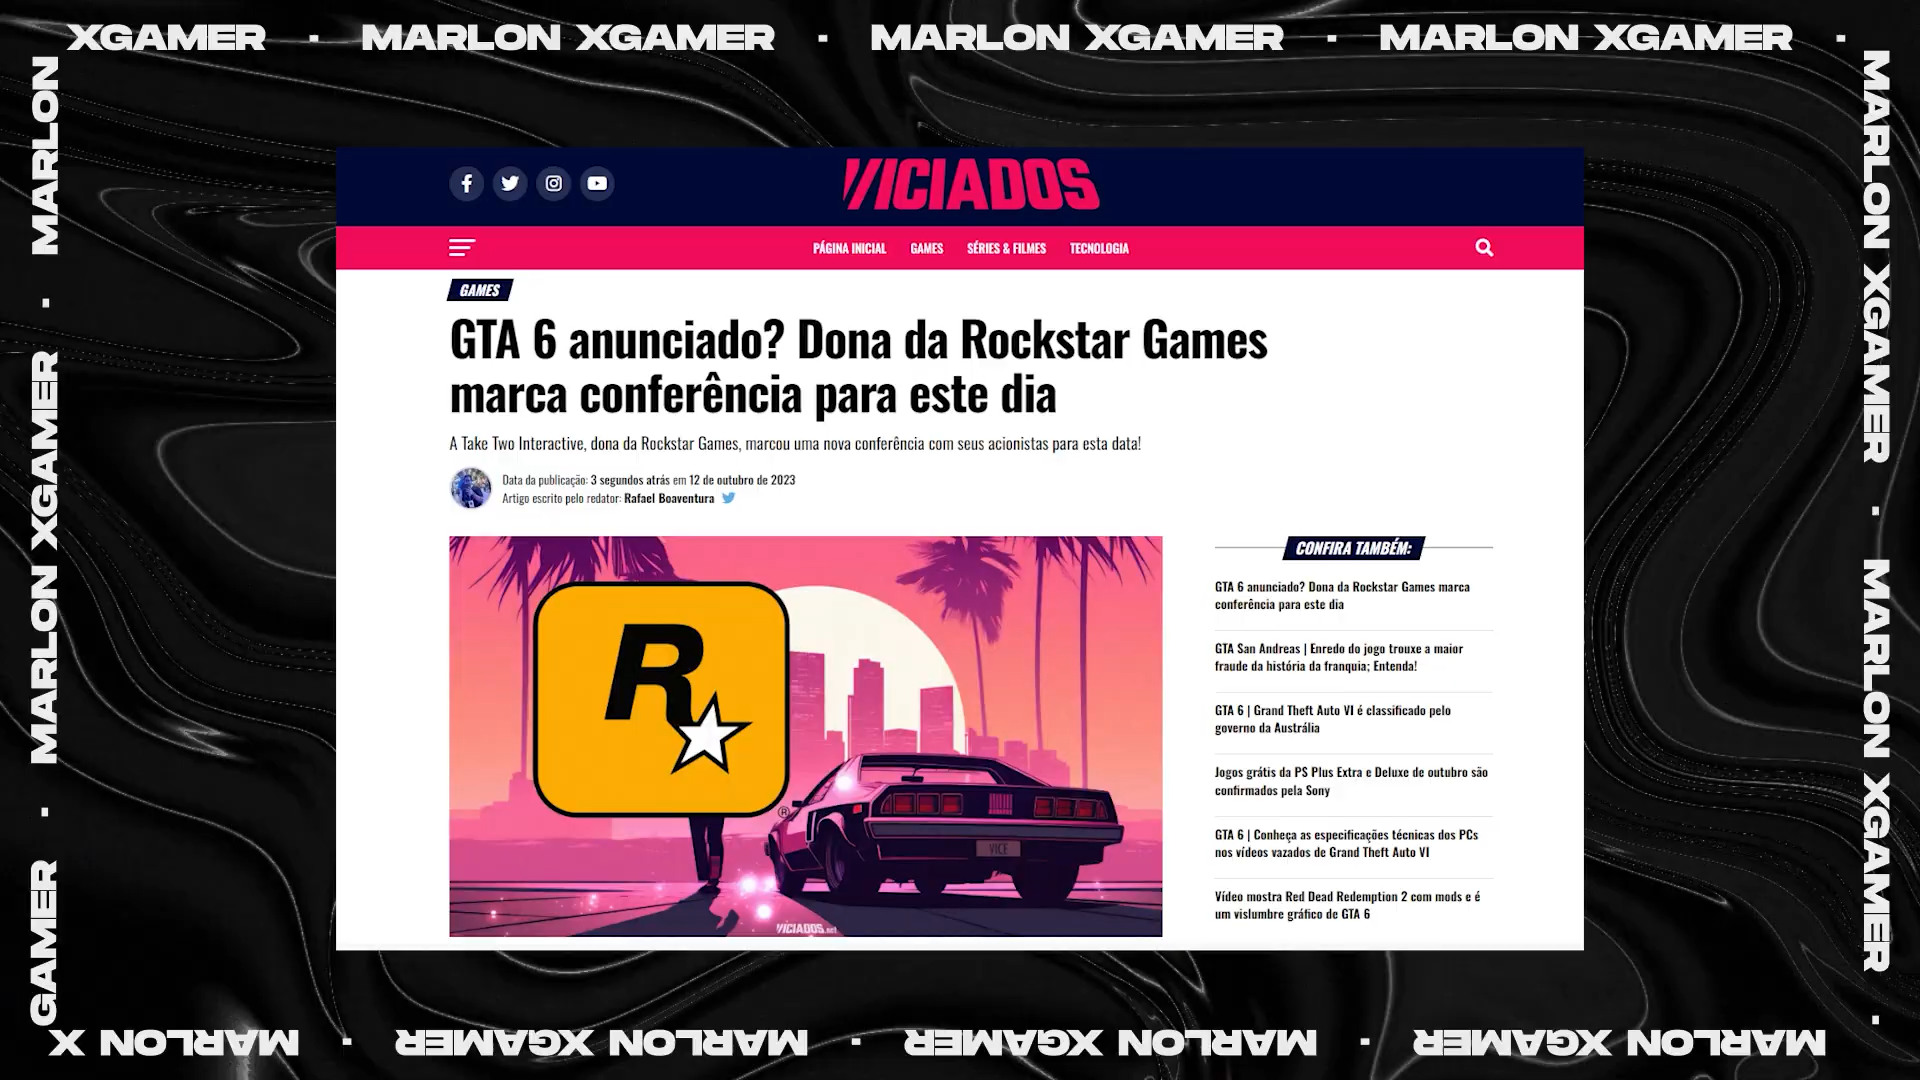 XGAMER · MARLON XGAMER · MARLON XGAMER · MARLON XGAMER ·
MARLON XGAMER · MARLON XGAMER ·
GAMER · MARLON XGAMER · MARLON
VICIADOS
PÁGINA INICIAL GAMES SÉRIES & FILMES TECNOLOGIA
GAMES
GTA 6 anunciado? Dona da Rockstar Games
marca conferência para este dia
A Take Two Interactive, dona da Rockstar Games, marcou uma nova conferência com seus acionistas para esta data!
Data da publicação: 3 segundos atrás em 12 de outubro de 2023
Artigo escrito pelo redator: Rafael Boaventura
R
®
VICE
VICIADOS.net
CONFIRA TAMBÉM:
GTA 6 anunciado? Dona da Rockstar Games marca
conferência para este dia
GTA San Andreas | Enredo do jogo trouxe a maior
fraude da história da franquia; Entenda!
GTA 6 | Grand Theft Auto VI é classificado pelo
governo da Austrália
Jogos grátis da PS Plus Extra e Deluxe de outubro são
confirmados pela Sony
GTA 6 | Conheça as especificações técnicas dos PCs
nos vídeos vazados de Grand Theft Auto VI
Vídeo mostra Red Dead Redemption 2 com mods e é
um vislumbre gráfico de GTA 6
MARLON XGAMER · MARLON XGAMER · MARLON XGAMER · MARLON X